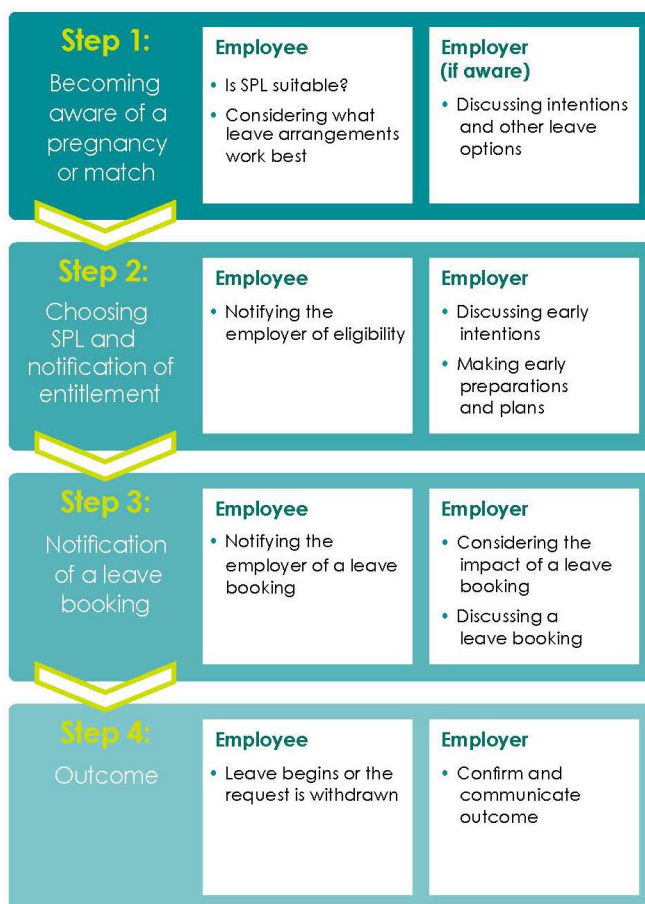 Step 1:
Becoming
aware of a
pregnancy
or match
Employee
• Is SPL suitable?
• Considering what
leave arrangements
work best
Employer
(if aware)
• Discussing intentions
and other leave
options
Step 2:
Choosing
SPL and
notification of
entitlement
Employee
• Notifying the
employer of eligibility
Employer
• Discussing early
intentions
• Making early
preparations
and plans
Step 3:
Notification
of a leave
booking
Employee
• Notifying the
employer of a leave
booking
Employer
• Considering the
impact of a leave
booking
• Discussing a
leave booking
Step 4:
Outcome
Employee
• Leave begins or the
request is withdrawn
Employer
• Confirm and
communicate
outcome